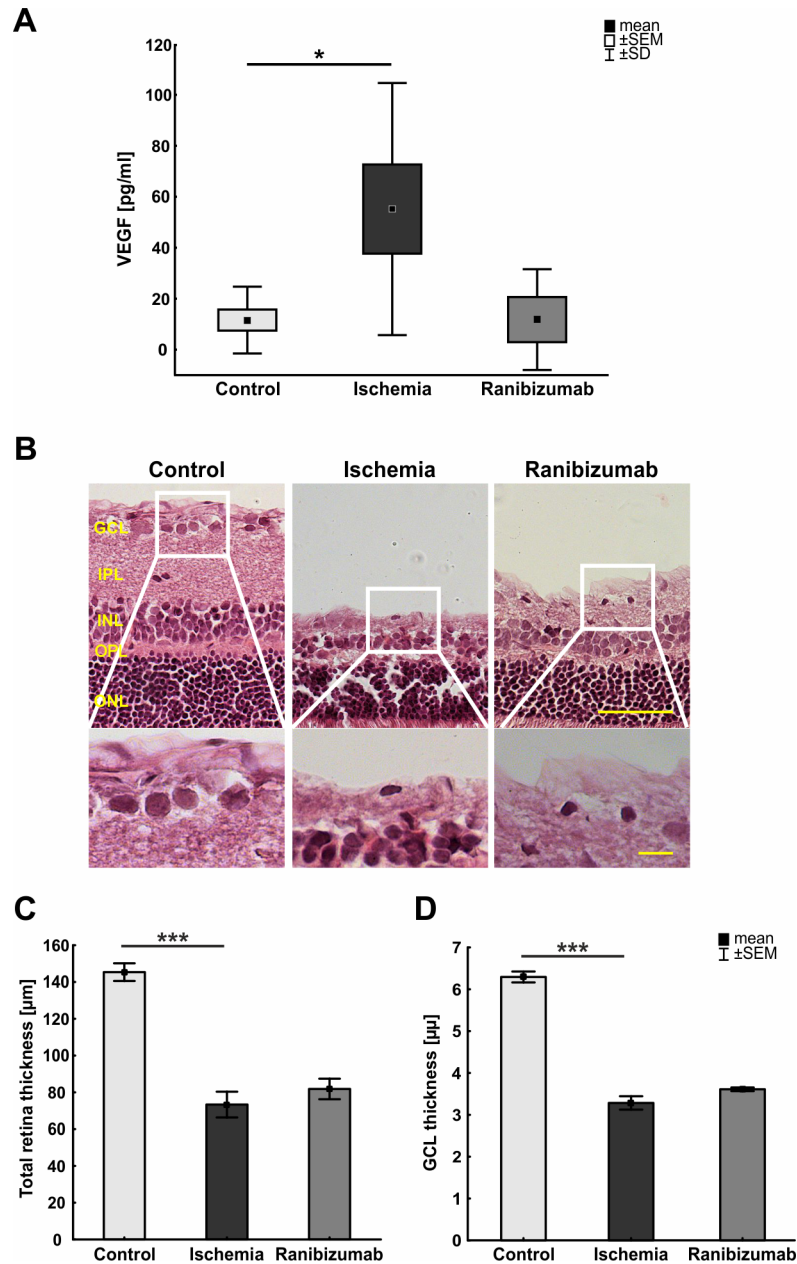 A
mean
±SEM
±SD
*
VEGF [pg/ml]
120
100
80
60
40
20
0
Control Ischemia Ranibizumab
B
Control Ischemia Ranibizumab
GCL
IPL
INL
OPL
ONL
C
***
Total retina thickness [µm]
160
140
120
100
80
60
40
20
0
Control Ischemia Ranibizumab
D
mean
±SEM
***
GCL thickness [µµ]
7
6
5
4
3
2
1
0
Control Ischemia Ranibizumab